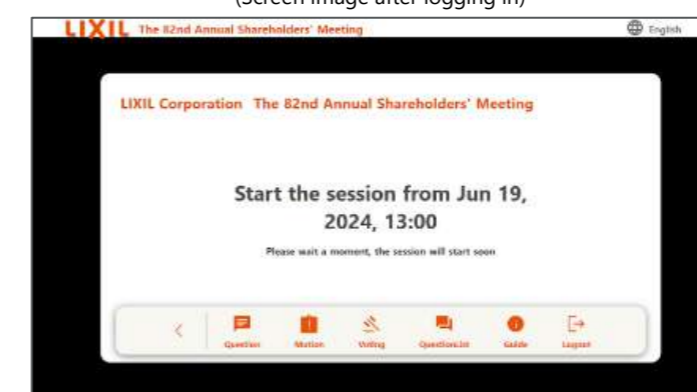 (Screen image after logging in)
LIXIL The 82nd Annual Shareholders' Meeting English
LIXIL Corporation The 82nd Annual Shareholders' Meeting
Start the session from Jun 19,
2024, 13:00
Please wait a moment, the session will start soon
Question Motion Voting QuestionList Guide Logout